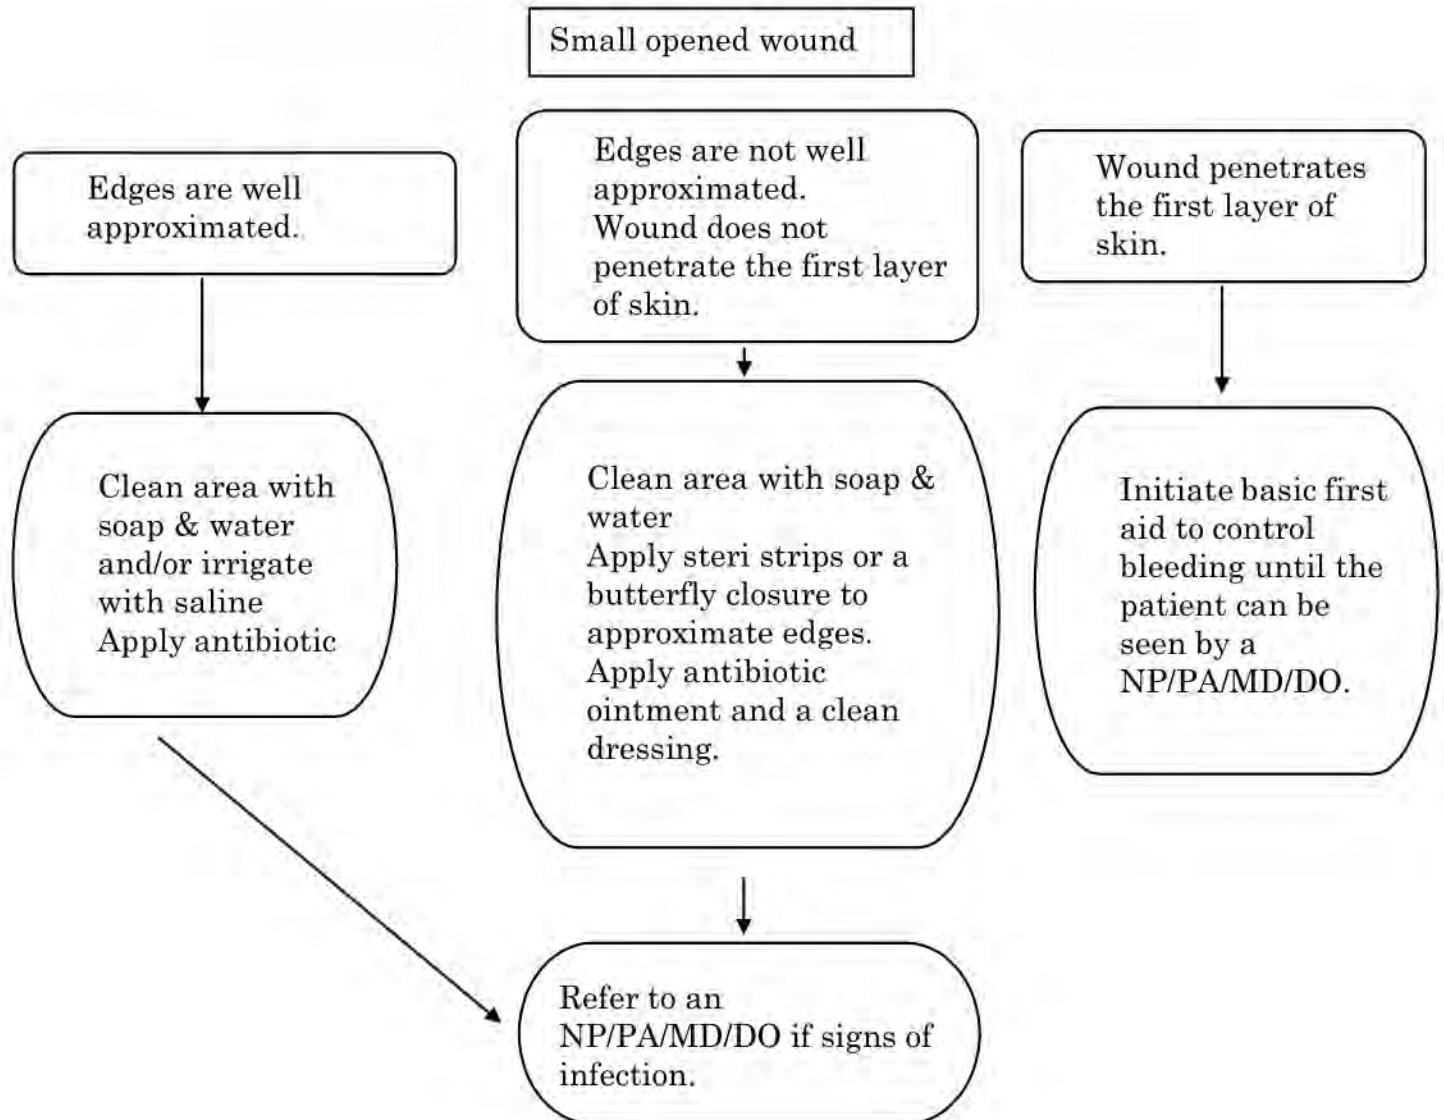 Small opened wound
Edges are well
approximated.
Edges are not well
approximated.
Wound does not
penetrate the first layer
of skin.
Wound penetrates
the first layer of
skin.
Clean area with
soap & water
and/or irrigate
with saline
Apply antibiotic
Clean area with soap &
water
Apply steri strips or a
butterfly closure to
approximate edges.
Apply antibiotic
ointment and a clean
dressing.
Initiate basic first
aid to control
bleeding until the
patient can be
seen by a
NP/PA/MD/DO.
Refer to an
NP/PA/MD/DO if signs of
infection.